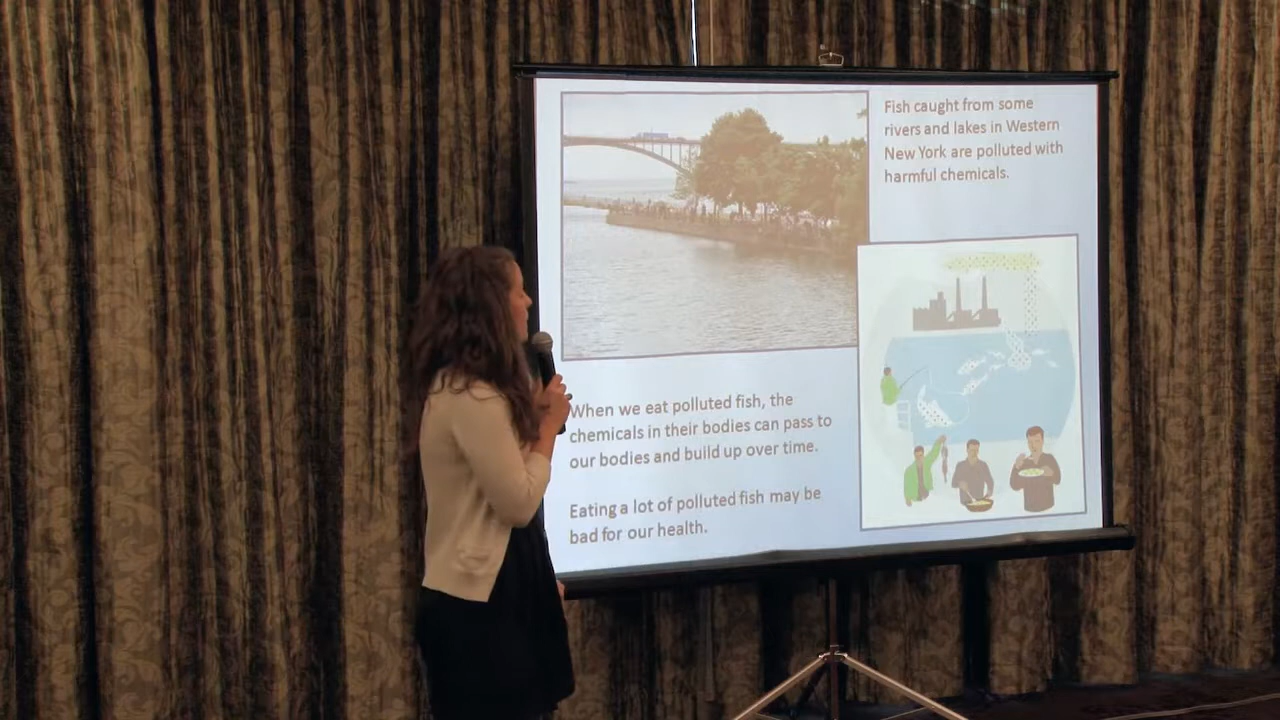 Fish caught from some
rivers and lakes in Western
New York are polluted with
harmful chemicals.
When we eat polluted fish, the
chemicals in their bodies can pass to
our bodies and build up over time.
Eating a lot of polluted fish may be
bad for our health.